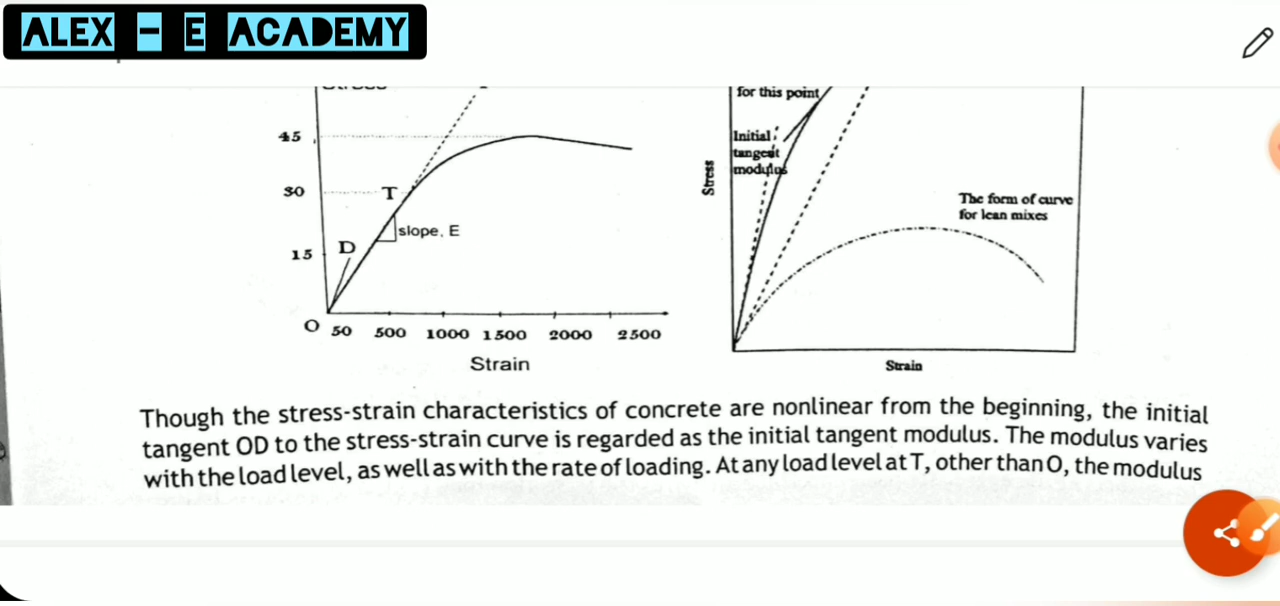 ALEX - E ACADEMY
for this point
45
Initial
tangent
modulus
30
T
Stress
The form of curve
for lean mixes
slope, E
D
15
O 50 500 1000 1500 2000 2500
Strain
Strain
Though the stress-strain characteristics of concrete are nonlinear from the beginning, the initial
tangent OD to the stress-strain curve is regarded as the initial tangent modulus. The modulus varies
with the load level, as well as with the rate of loading. At any load level at T, other than O, the modulus